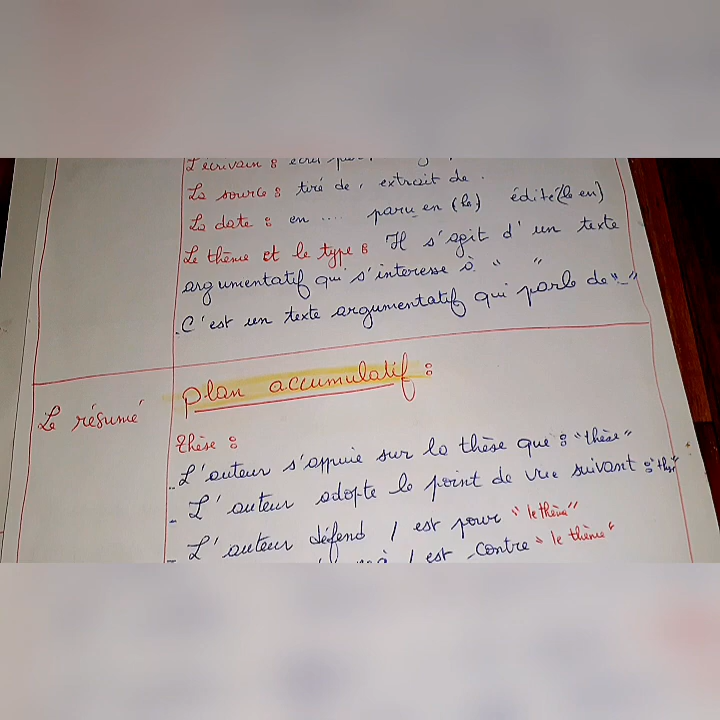 L'écrivain :
La source : tiré de, extrait de.
La date : en .... paru en (le) édité (le en)
Le thème et le type : Il s'agit d'un texte
argumentatif qui s'interesse à " "
.C'est un texte argumentatif qui parle de "_"
Plan accumulatif :
Le résumé
thèse :
- L'auteur s'appuie sur la thèse que : "thèse"
- L'auteur adopte le point de vue suivant :
- L'auteur défend / est pour "le thème"
/ est contre "le thème"